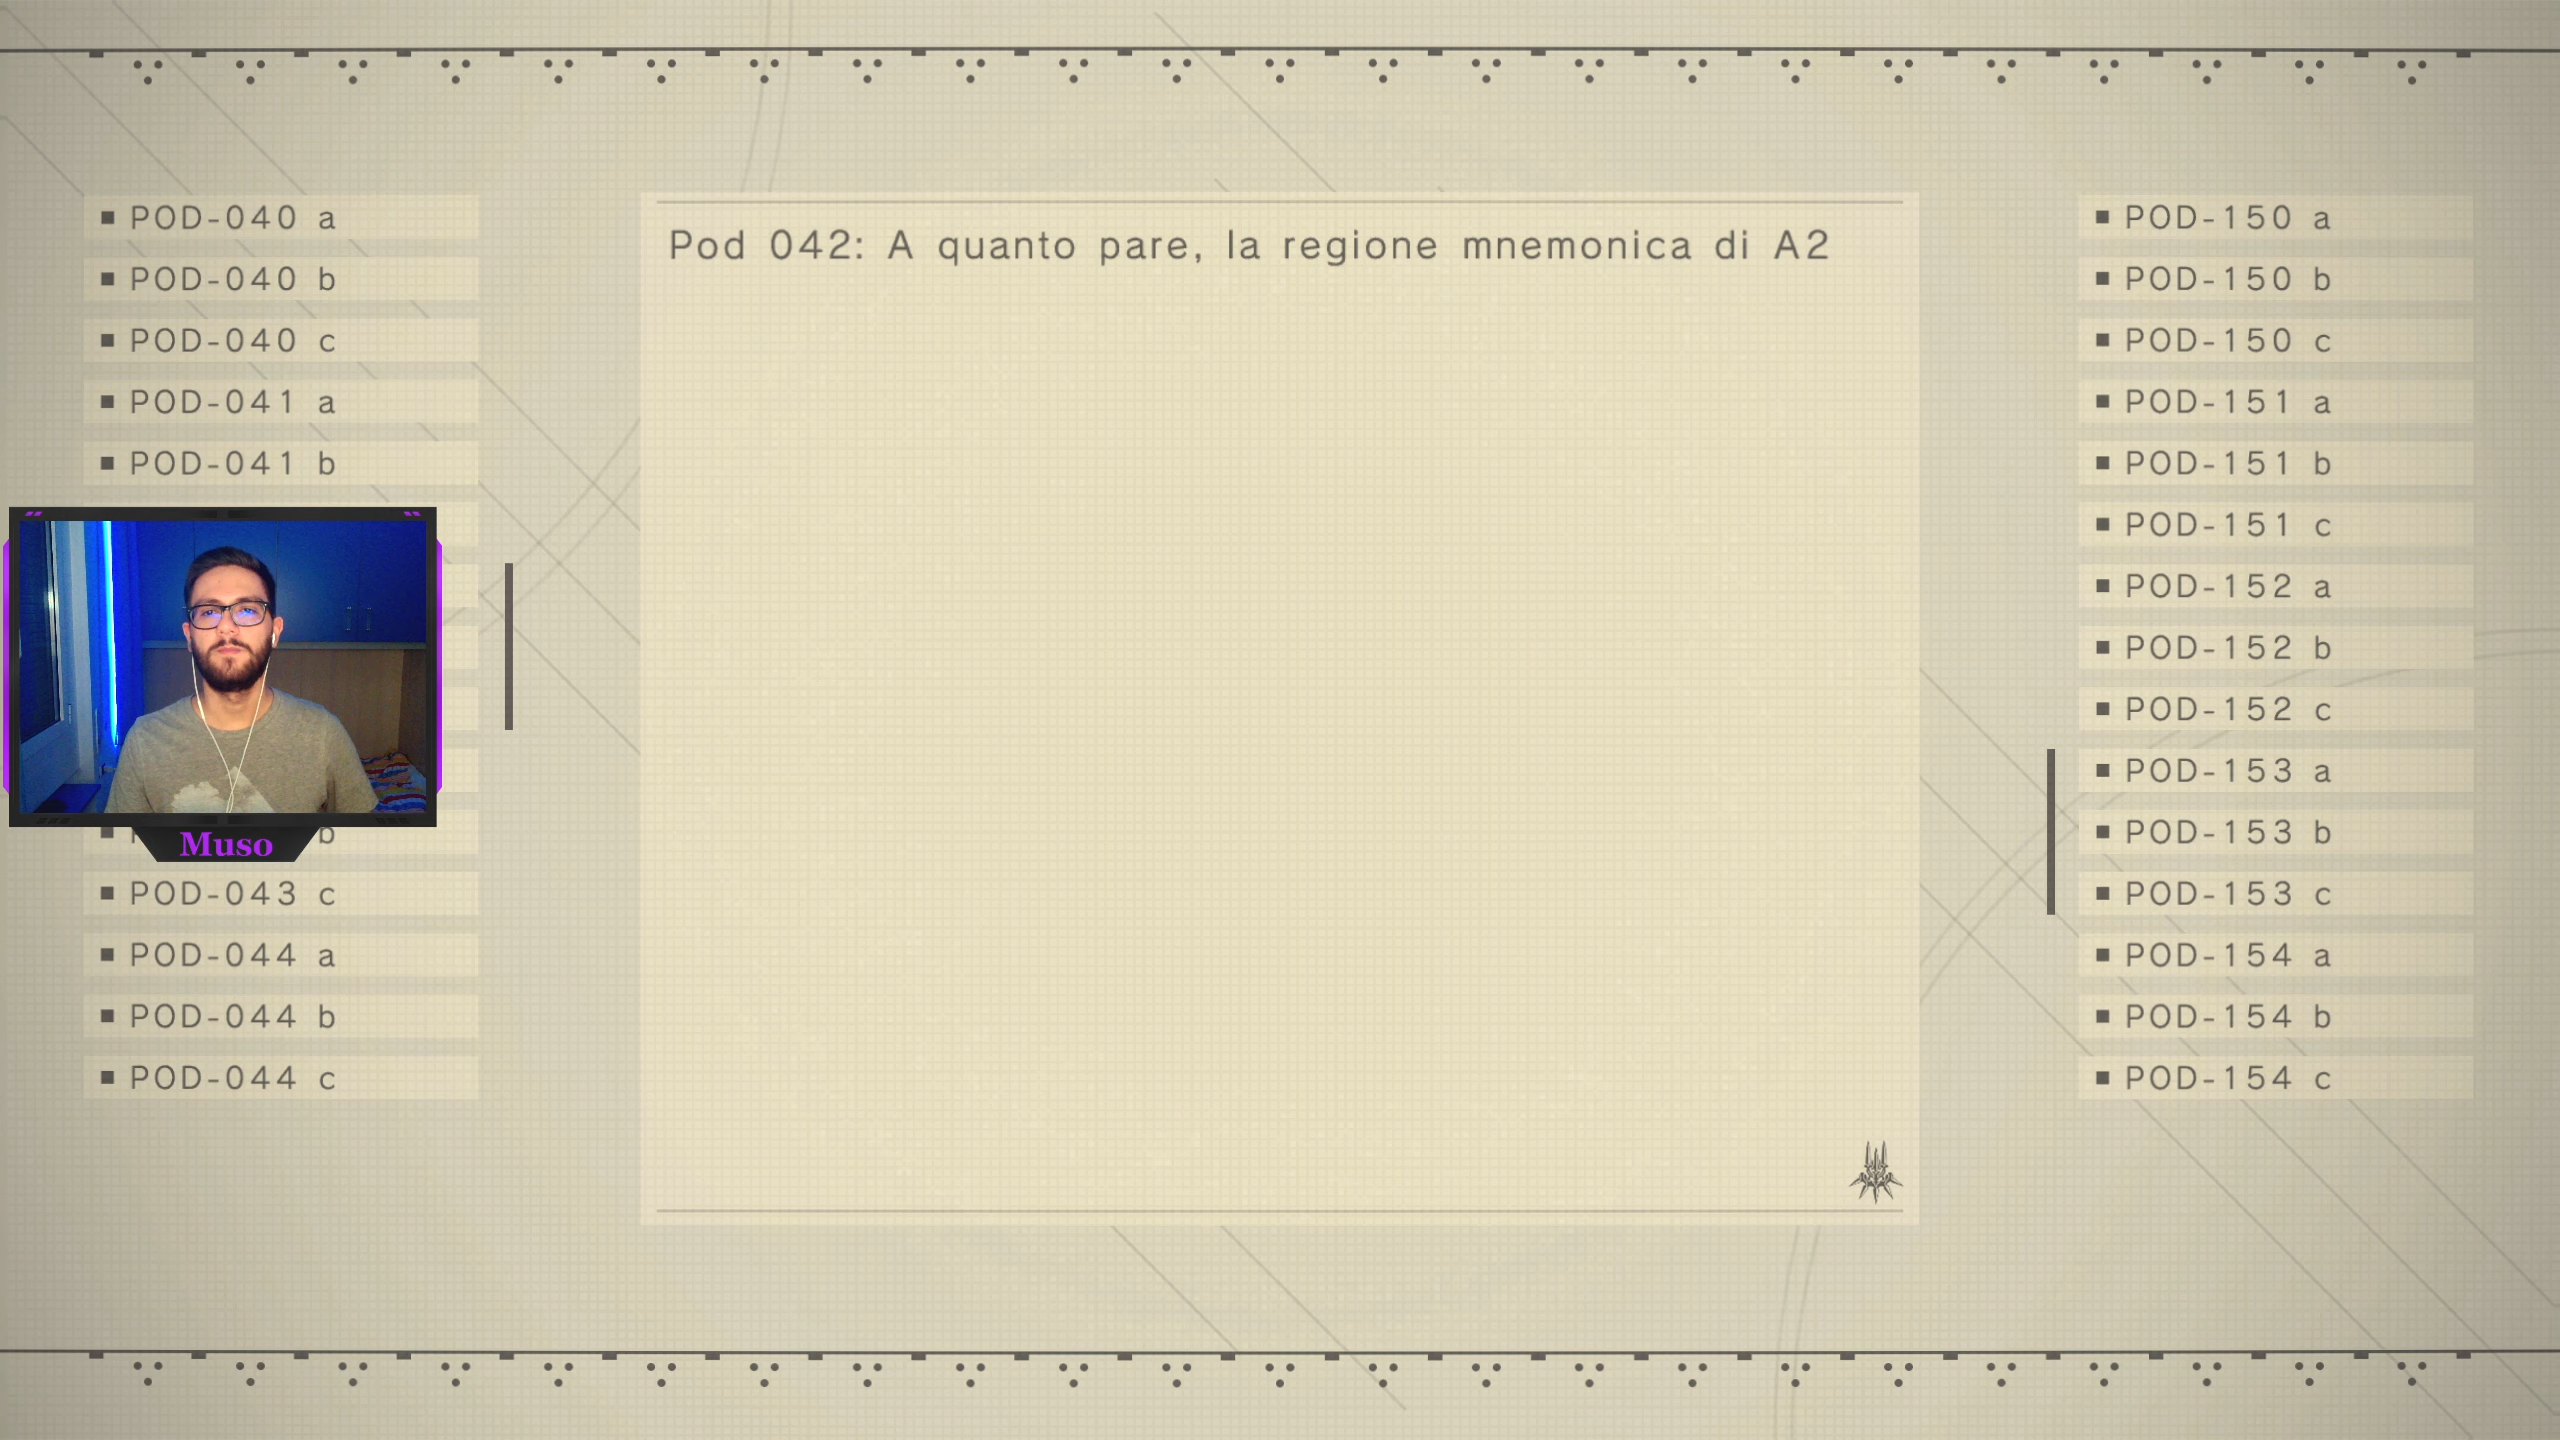 POD-040 a
POD-040 b
POD-040 c
POD-041 a
POD-041 b
b
POD-043 c
POD-044 a
POD-044 b
POD-044 c
Muso
Pod 042: A quanto pare, la regione mnemonica di A2
POD-150 a
POD-150 b
POD-150 c
POD-151 a
POD-151 b
POD-151 c
POD-152 a
POD-152 b
POD-152 c
POD-153 a
POD-153 b
POD-153 c
POD-154 a
POD-154 b
POD-154 c